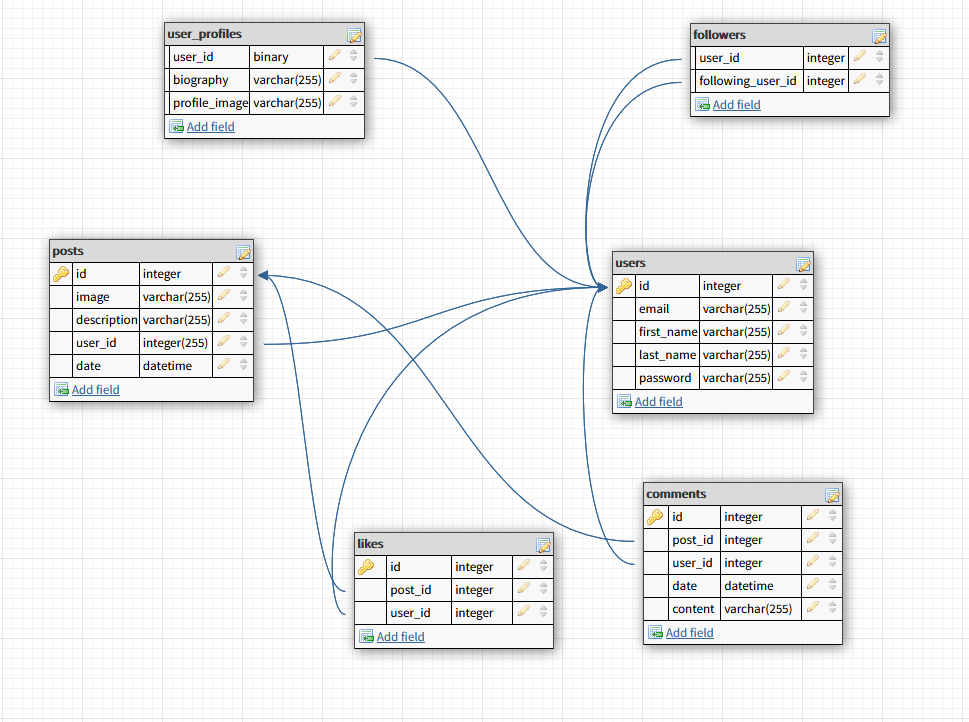 user_profiles
user_id binary
biography varchar(255)
profile_image varchar(255)
Add field
followers
user_id integer
following_user_id integer
Add field
posts
id integer
image varchar(255)
description varchar(255)
user_id integer(255)
date datetime
Add field
users
id integer
email varchar(255)
first_name varchar(255)
last_name varchar(255)
password varchar(255)
Add field
likes
id integer
post_id integer
user_id integer
Add field
comments
id integer
post_id integer
user_id integer
date datetime
content varchar(255)
Add field